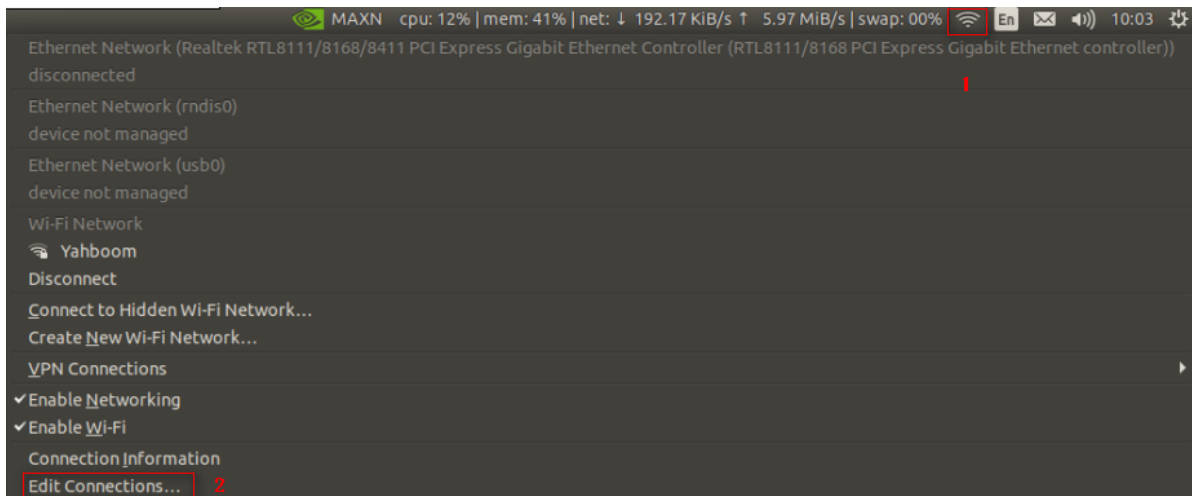 MAXN cpu: 12% | mem: 41% | net: ↓ 192.17 KiB/s ↑ 5.97 MiB/s | swap: 00% En 10:03
Ethernet Network (Realtek RTL8111/8168/8411 PCI Express Gigabit Ethernet Controller (RTL8111/8168 PCI Express Gigabit Ethernet controller))
disconnected
1
Ethernet Network (rndis0)
device not managed
Ethernet Network (usb0)
device not managed
Wi-Fi Network
Yahboom
Disconnect
Connect to Hidden Wi-Fi Network…
Create New Wi-Fi Network…
VPN Connections
Enable Networking
Enable Wi-Fi
Connection Information
Edit Connections… 2